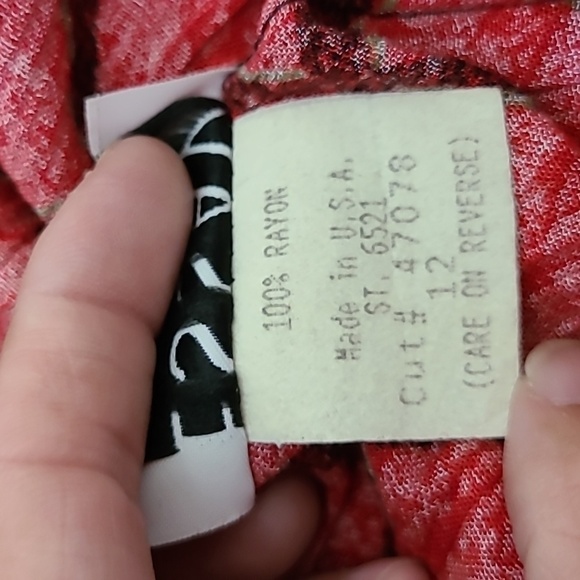 100% RAYON
Made in U.S.A.
ST. 6521
Cut# 47078
12
(CARE ON REVERSE)